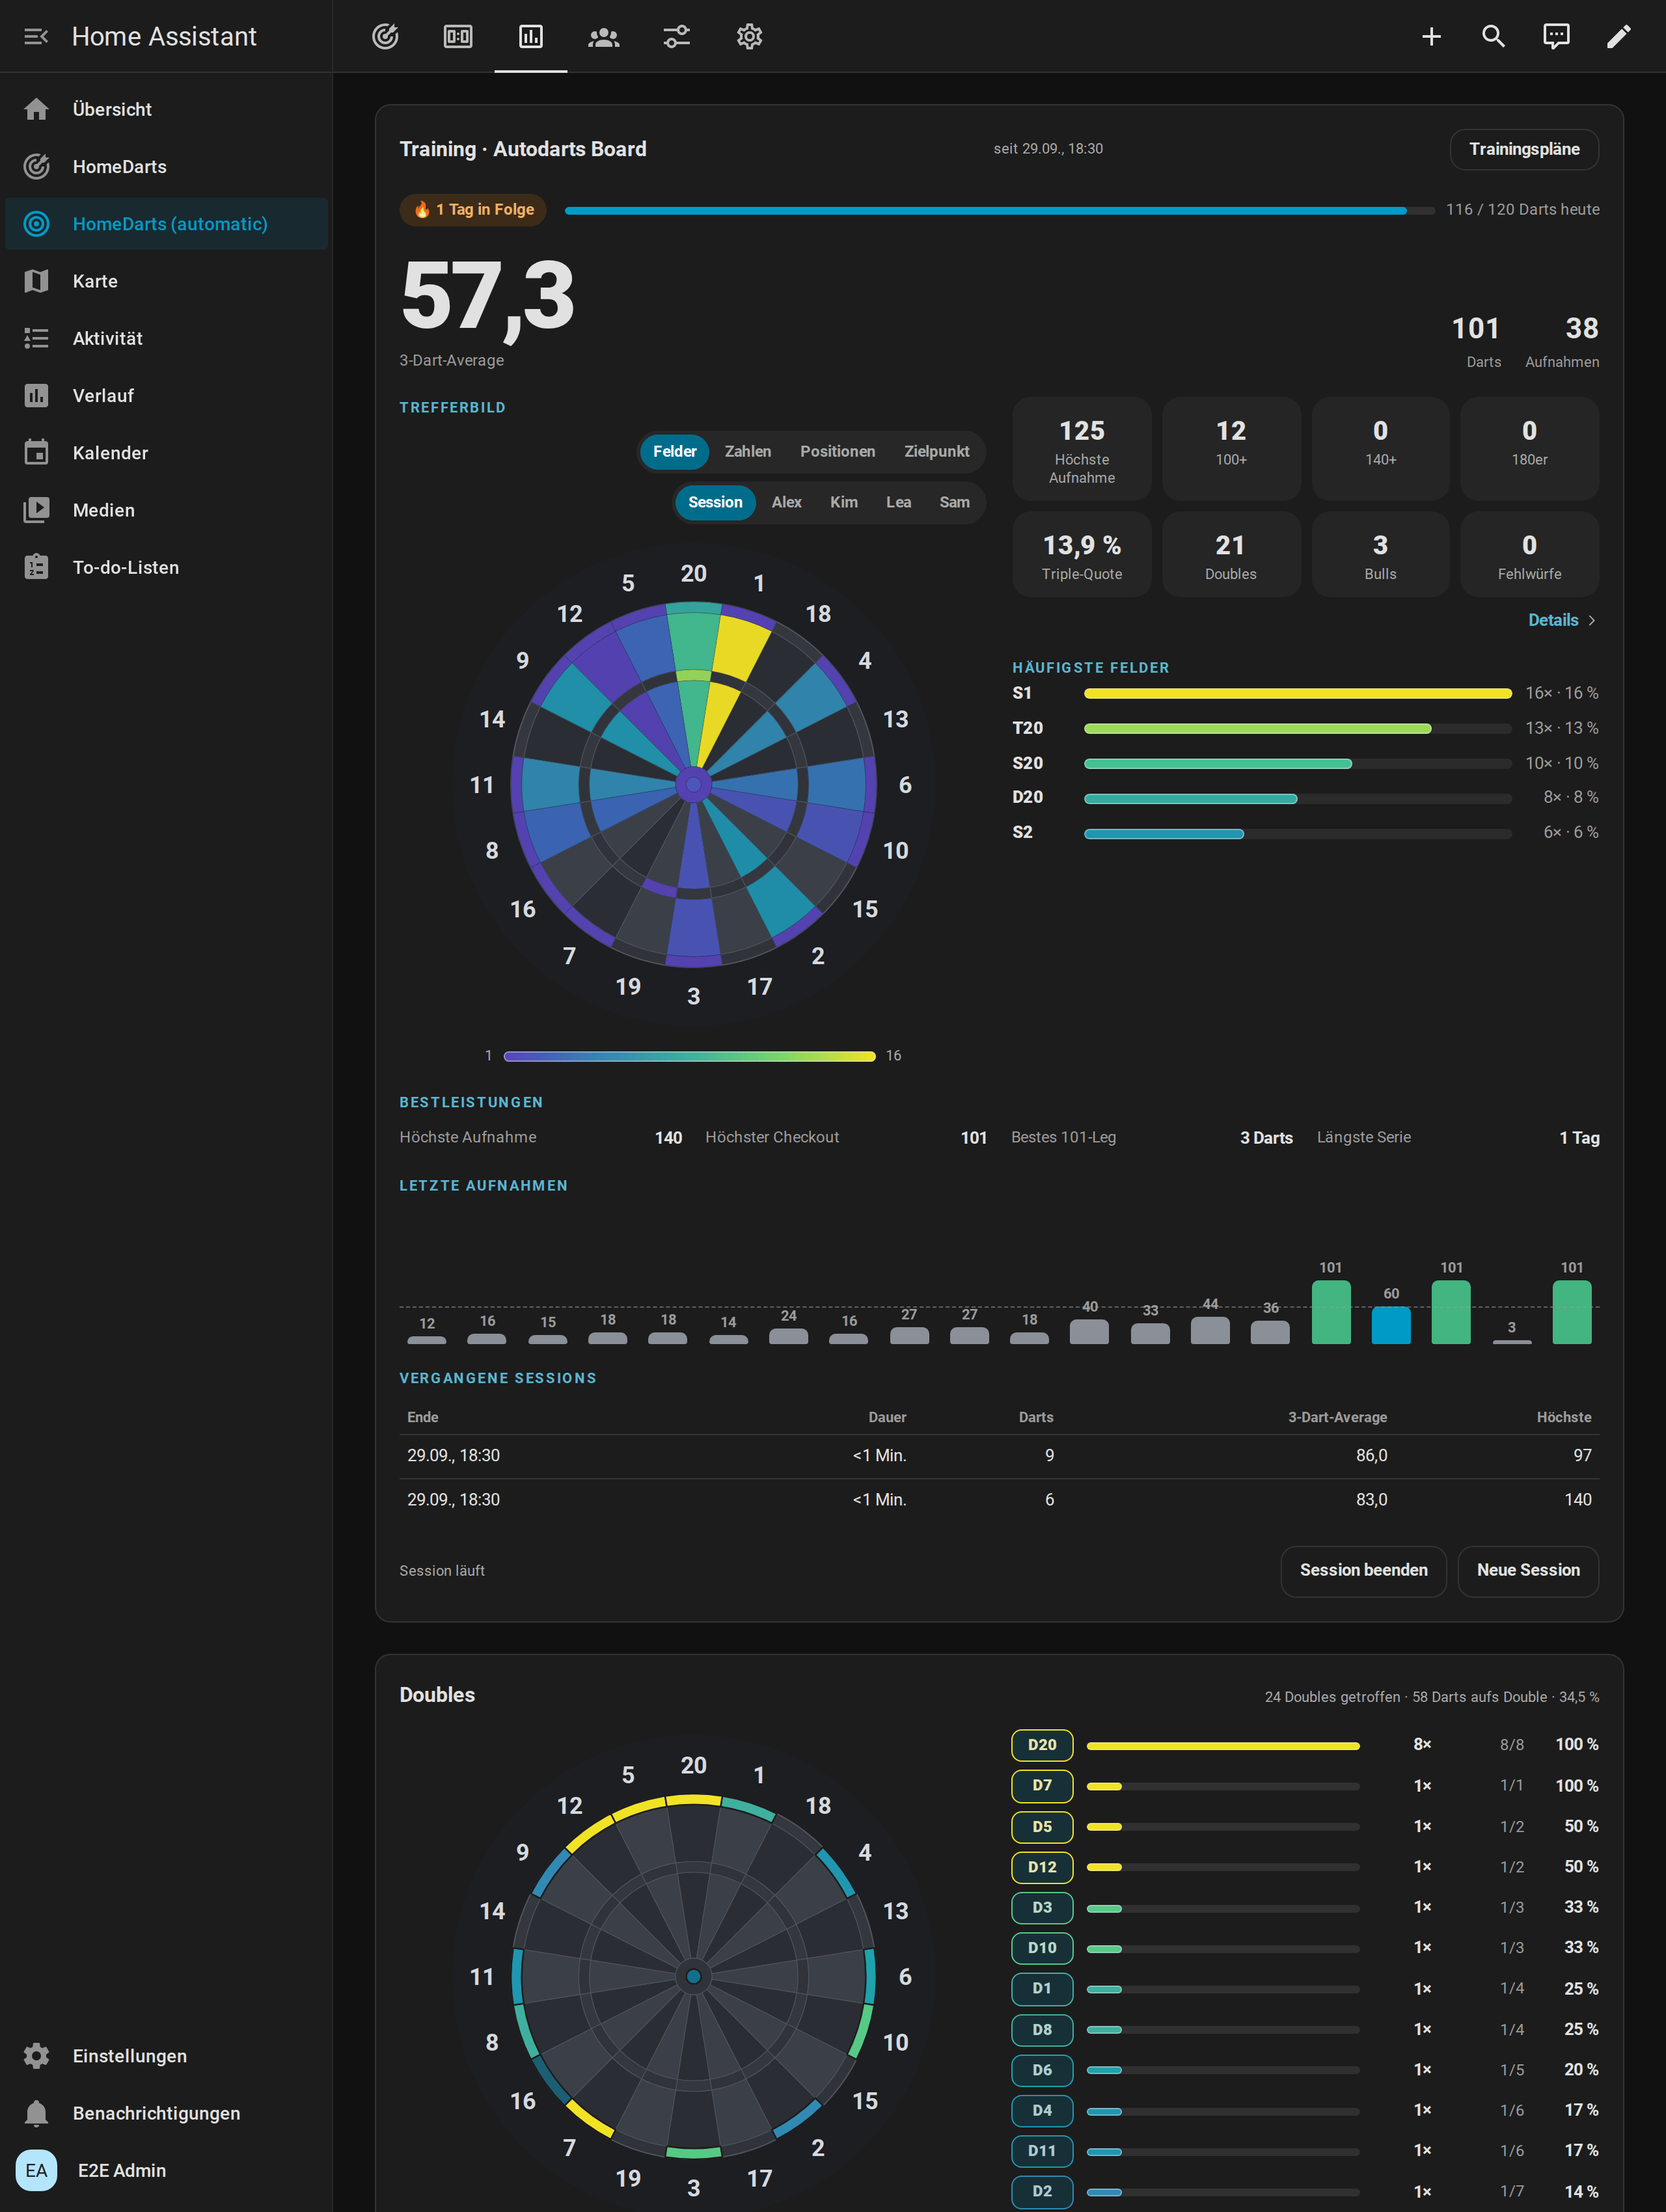 Home Assistant
Übersicht
HomeDarts
HomeDarts (automatic)
Karte
Aktivität
Verlauf
Kalender
Medien
To-do-Listen
Einstellungen
Benachrichtigungen
EA E2E Admin
Training · Autodarts Board
seit 29.09., 18:30
Trainingspläne
🔥 1 Tag in Folge
116 / 120 Darts heute
57,3
3-Dart-Average
101 38
Darts Aufnahmen
TREFFERBILD
Felder Zahlen Positionen Zielpunkt
Session Alex Kim Lea Sam
5 20 1
12 18
9 4
14 13
11 6
8 10
16 15
7 2
19 3 17
1 16
125
Höchste
Aufnahme
12
100+
0
140+
0
180er
13,9 %
Triple-Quote
21
Doubles
3
Bulls
0
Fehlwürfe
Details
HÄUFIGSTE FELDER
S1 16× · 16 %
T20 13× · 13 %
S20 10× · 10 %
D20 8× · 8 %
S2 6× · 6 %
BESTLEISTUNGEN
Höchste Aufnahme 140 Höchster Checkout 101 Bestes 101-Leg 3 Darts Längste Serie 1 Tag
LETZTE AUFNAHMEN
12 16 15 18 18 14 24 16 27 27 18 40 33 44 36 101 60 101 3 101
VERGANGENE SESSIONS
Ende Dauer Darts 3-Dart-Average Höchste
29.09., 18:30 <1 Min. 9 86,0 97
29.09., 18:30 <1 Min. 6 83,0 140
Session läuft
Session beenden
Neue Session
Doubles
24 Doubles getroffen · 58 Darts aufs Double · 34,5 %
5 20 1
12 18
9 4
14 13
11 6
8 10
16 15
7 2
19 3 17
D20 8× 8/8 100 %
D7 1× 1/1 100 %
D5 1× 1/2 50 %
D12 1× 1/2 50 %
D3 1× 1/3 33 %
D10 1× 1/3 33 %
D1 1× 1/4 25 %
D8 1× 1/4 25 %
D6 1× 1/5 20 %
D4 1× 1/6 17 %
D11 1× 1/6 17 %
D2 1× 1/7 14 %